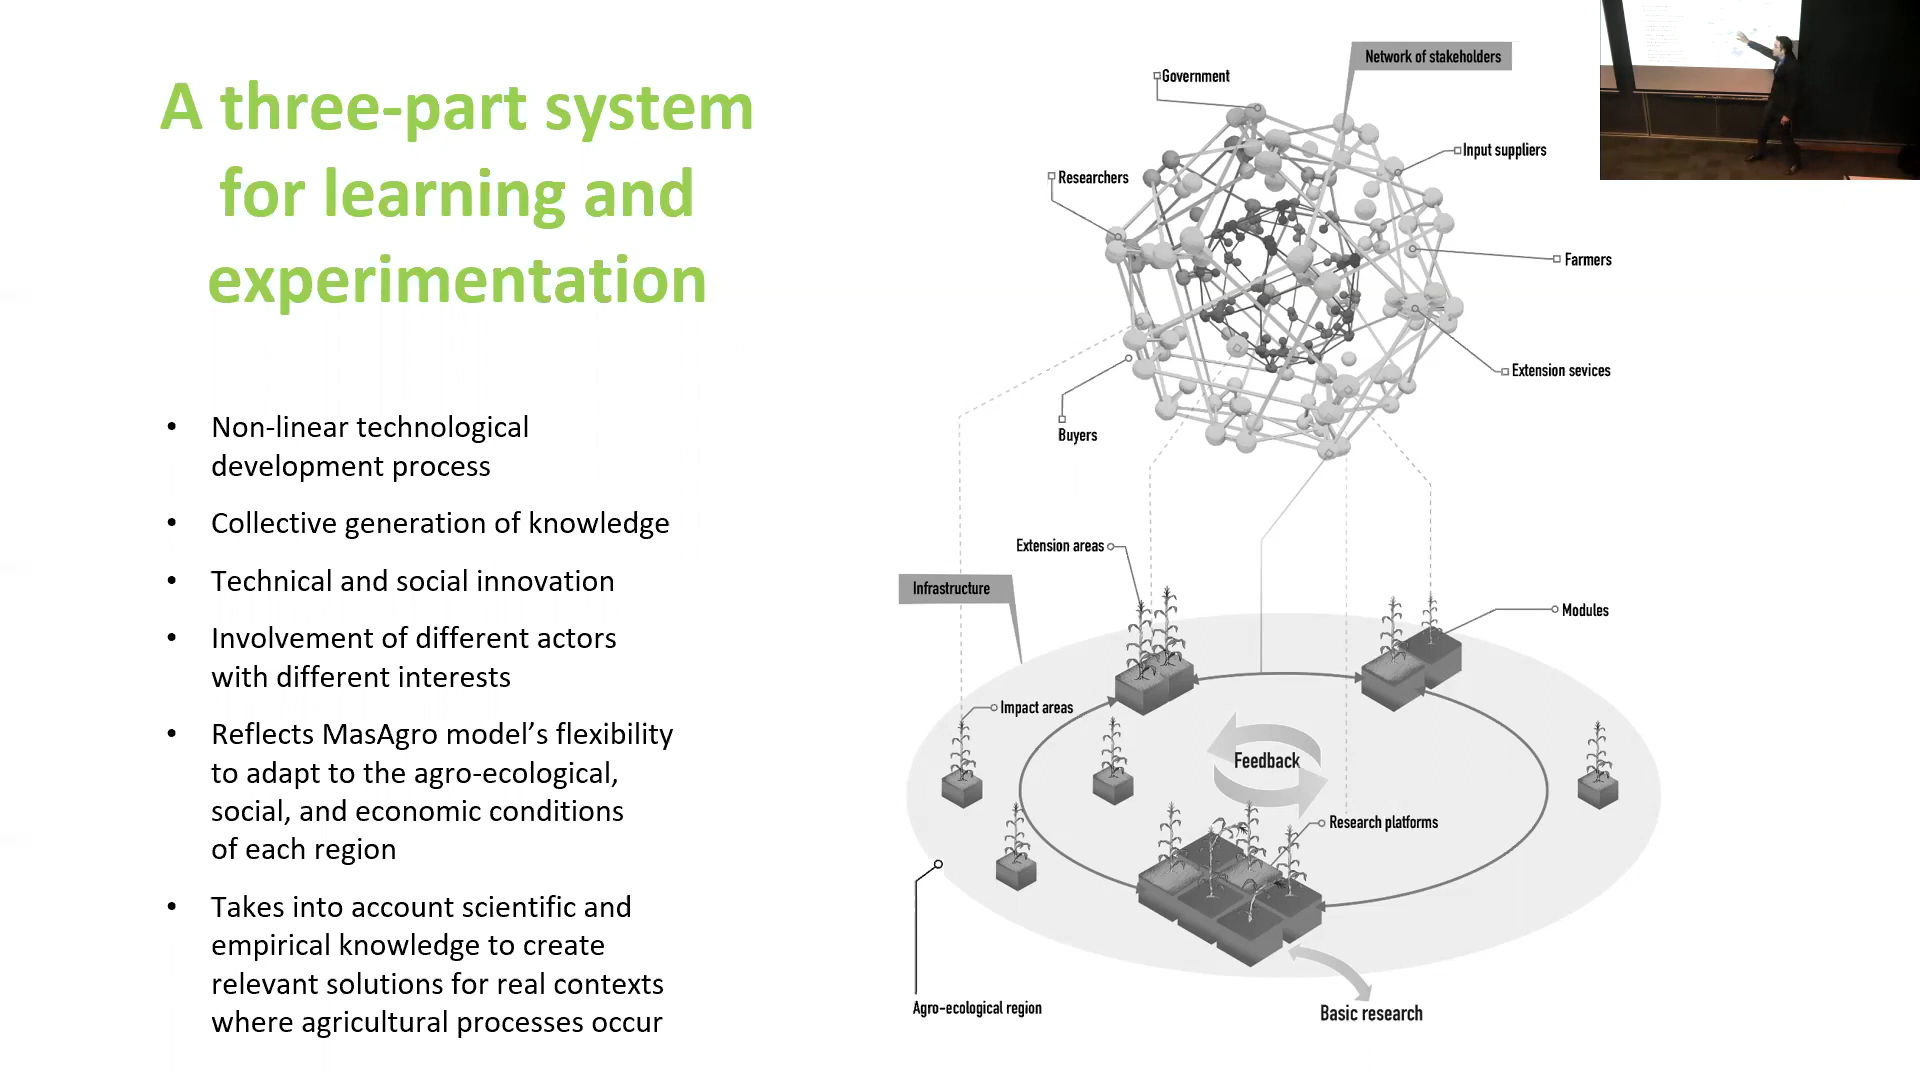 A three-part system
for learning and
experimentation
• Non-linear technological
development process
• Collective generation of knowledge
• Technical and social innovation
• Involvement of different actors
with different interests
• Reflects MasAgro model’s flexibility
to adapt to the agro-ecological,
social, and economic conditions
of each region
• Takes into account scientific and
empirical knowledge to create
relevant solutions for real contexts
where agricultural processes occur
Network of stakeholders
Government
Input suppliers
Researchers
Farmers
Extension sevices
Buyers
Extension areas
Infrastructure
Modules
Impact areas
Feedback
Research platforms
Agro-ecological region
Basic research